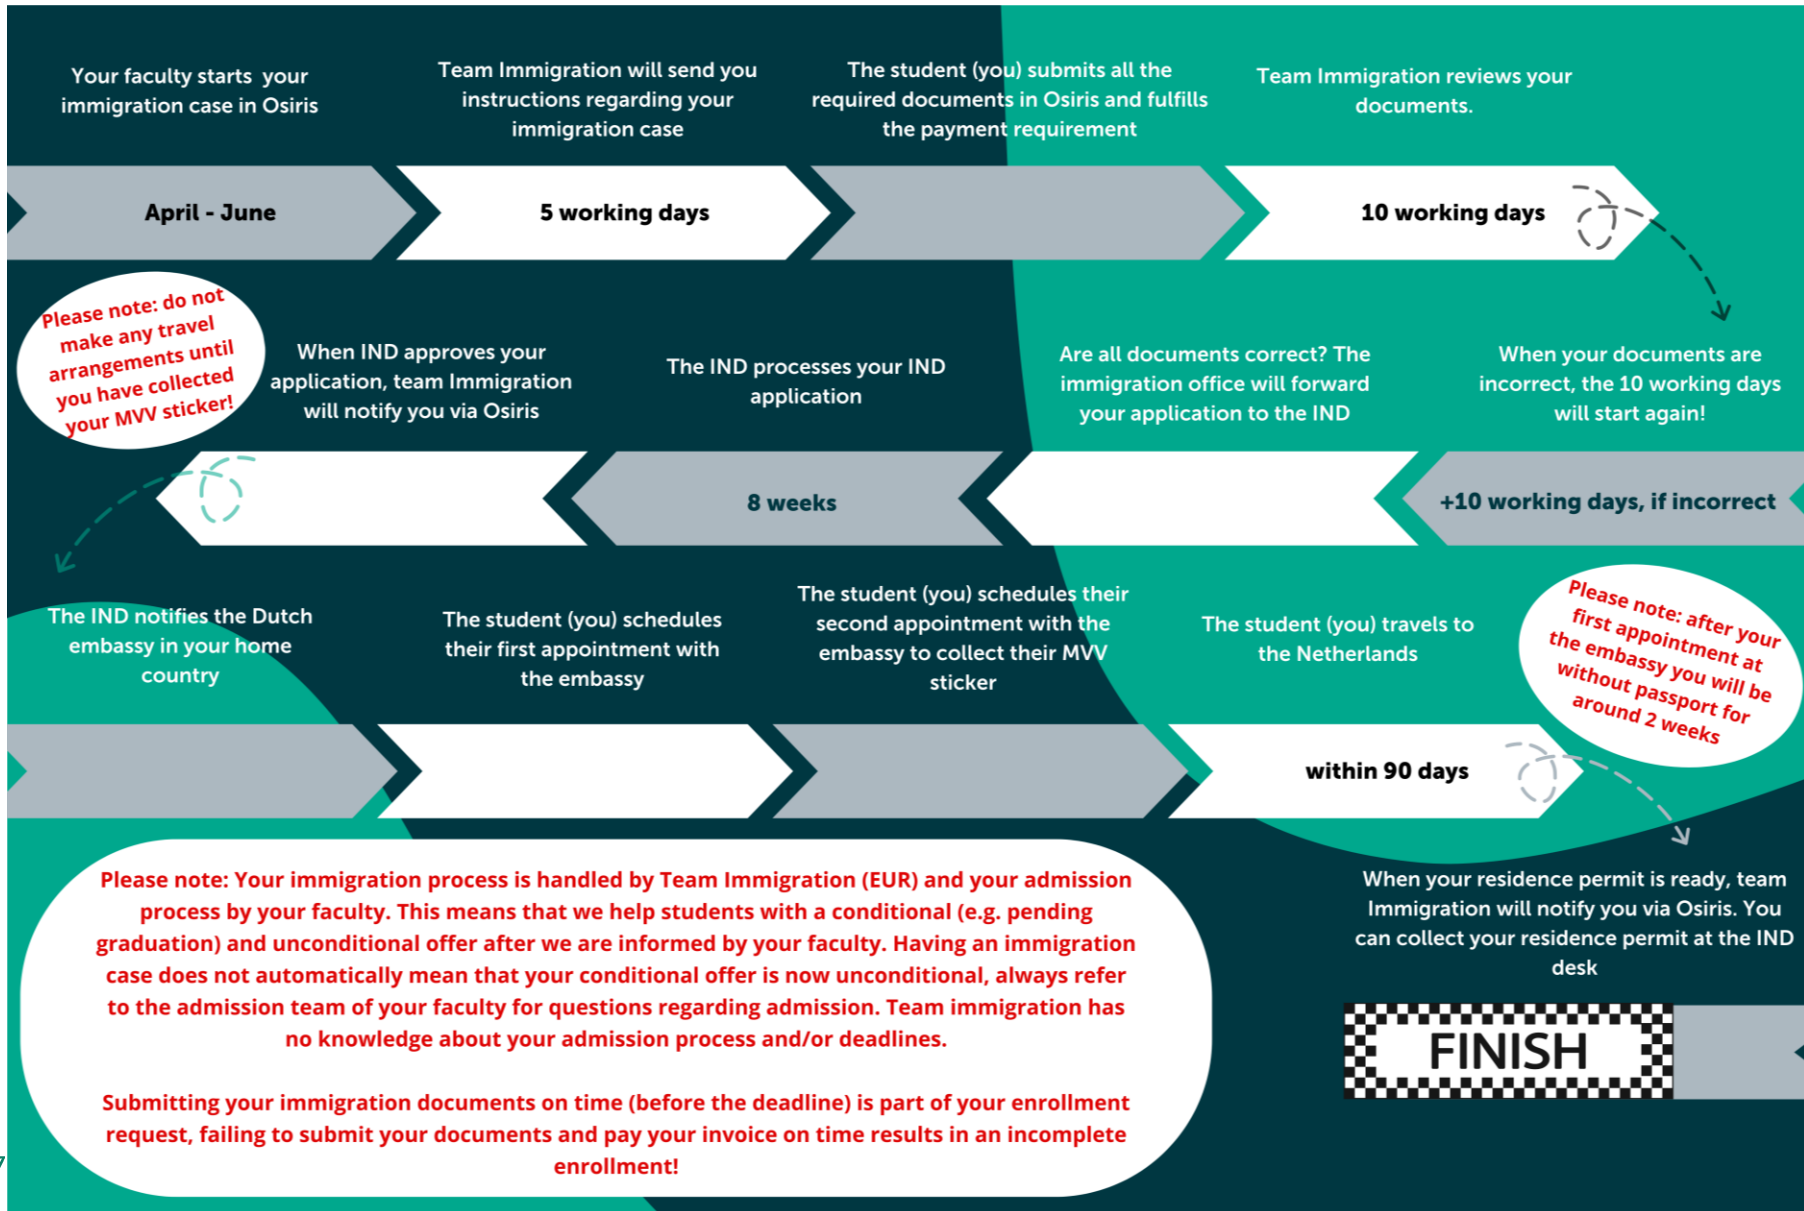 Your faculty starts your
immigration case in Osiris
Team Immigration will send you
instructions regarding your
immigration case
The student (you) submits all the
required documents in Osiris and fulfills
the payment requirement
Team Immigration reviews your
documents.
April - June
5 working days
10 working days
Please note: do not
make any travel
arrangements until
you have collected
your MVV sticker!
When IND approves your
application, team Immigration
will notify you via Osiris
The IND processes your IND
application
Are all documents correct? The
immigration office will forward
your application to the IND
When your documents are
incorrect, the 10 working days
will start again!
8 weeks
+10 working days, if incorrect
The IND notifies the Dutch
embassy in your home
country
The student (you) schedules
their first appointment with
the embassy
The student (you) schedules their
second appointment with the
embassy to collect their MVV
sticker
The student (you) travels to
the Netherlands
Please note: after your
first appointment at
the embassy you will be
without passport for
around 2 weeks
within 90 days
Please note: Your immigration process is handled by Team Immigration (EUR) and your admission
process by your faculty. This means that we help students with a conditional (e.g. pending
graduation) and unconditional offer after we are informed by your faculty. Having an immigration
case does not automatically mean that your conditional offer is now unconditional, always refer
to the admission team of your faculty for questions regarding admission. Team immigration has
no knowledge about your admission process and/or deadlines.
Submitting your immigration documents on time (before the deadline) is part of your enrollment
request, failing to submit your documents and pay your invoice on time results in an incomplete
enrollment!
When your residence permit is ready, team
Immigration will notify you via Osiris. You
can collect your residence permit at the IND
desk
FINISH